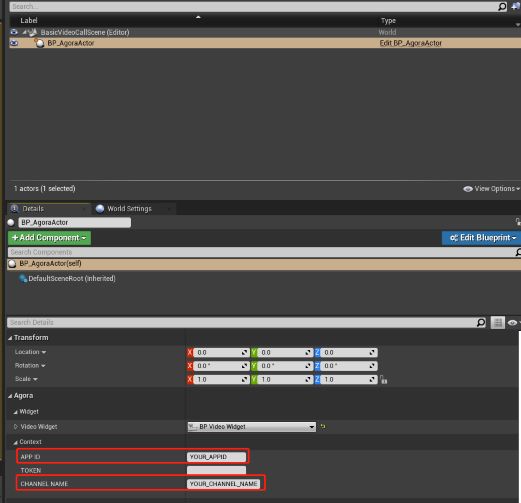 Search...
Label Type
BasicVideoCallScene (Editor) World
BP_AgoraActor Edit BP_AgoraActor
1 actors (1 selected) View Options
Details World Settings
BP_AgoraActor
+ Add Component Edit Blueprint
Search Components
BP_AgoraActor(self)
DefaultSceneRoot (Inherited)
Search Details
Transform
Location X 0.0 Y 0.0 Z 0.0
Rotation X 0.0 ° Y 0.0 ° Z 0.0 °
Scale X 1.0 Y 1.0 Z 1.0
Agora
Widget
Video Widget BP Video Widget
Context
APP ID YOUR_APPID
TOKEN
CHANNEL NAME YOUR_CHANNEL_NAME